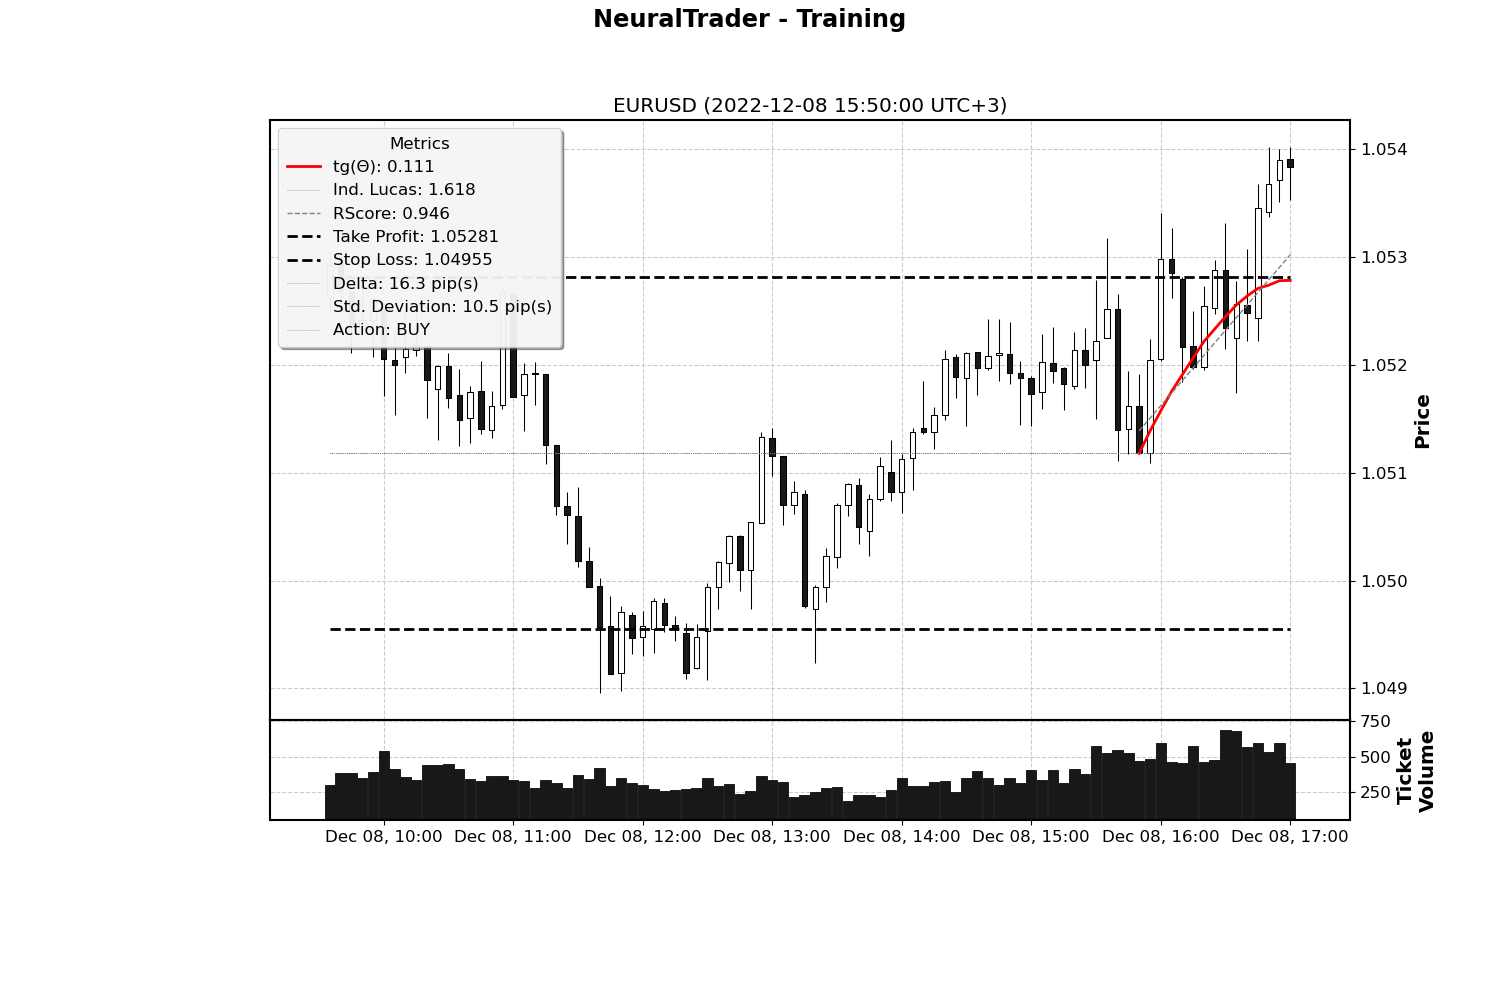 NeuralTrader - Training
EURUSD (2022-12-08 15:50:00 UTC+3)
Metrics
tg(Θ): 0.111
Ind. Lucas: 1.618
RScore: 0.946
Take Profit: 1.05281
Stop Loss: 1.04955
Delta: 16.3 pip(s)
Std. Deviation: 10.5 pip(s)
Action: BUY
1.054
1.053
1.052
1.051
1.050
1.049
Price
750
500
250
Ticket
Volume
Dec 08, 10:00 Dec 08, 11:00 Dec 08, 12:00 Dec 08, 13:00 Dec 08, 14:00 Dec 08, 15:00 Dec 08, 16:00 Dec 08, 17:00